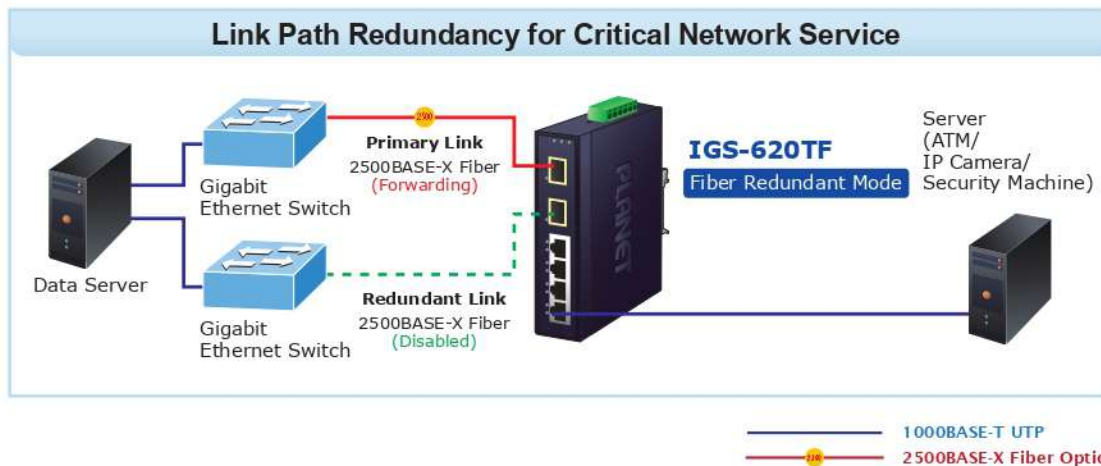 Link Path Redundancy for Critical Network Service
2500
Primary Link
2500BASE-X Fiber
(Forwarding)
Gigabit
Ethernet Switch
Data Server
Redundant Link
2500BASE-X Fiber
(Disabled)
Gigabit
Ethernet Switch
PLANET
IGS-620TF
Fiber Redundant Mode
Server
(ATM/
IP Camera/
Security Machine)
1000BASE-T UTP
2500BASE-X Fiber Optic